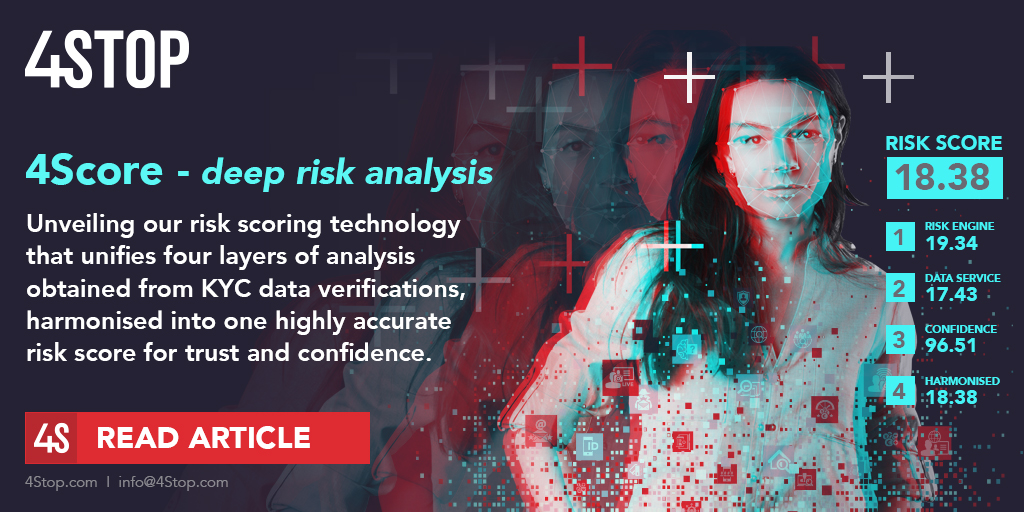 4STOP
4Score - deep risk analysis
Unveiling our risk scoring technology
that unifies four layers of analysis
obtained from KYC data verifications,
harmonised into one highly accurate
risk score for trust and confidence.
4S READ ARTICLE
4Stop.com | info@4Stop.com
RISK SCORE
18.38
1 RISK ENGINE
19.34
2 DATA SERVICE
17.43
3 CONFIDENCE
96.51
4 HARMONISED
18.38
LIVE
@
ID